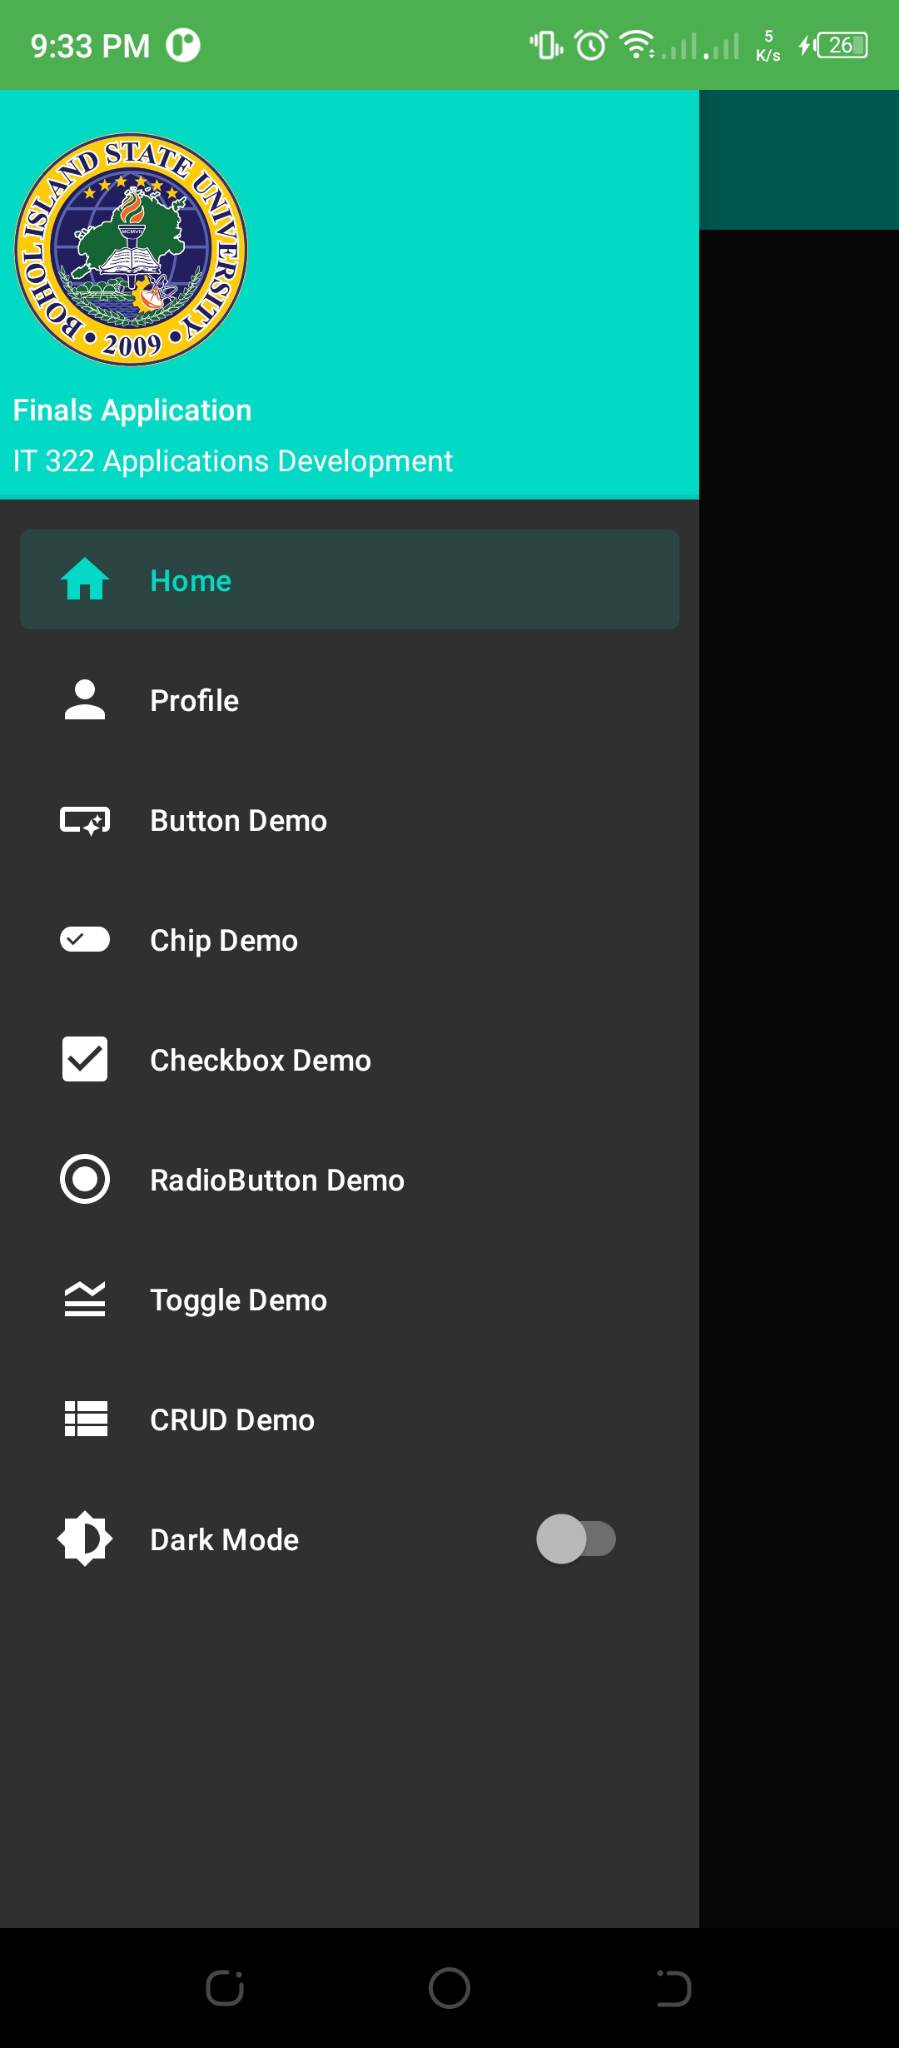 9:33 PM
5
K/s
26
BOHOL ISLAND STATE UNIVERSITY
MCMVII
• 2009 •
Finals Application
IT 322 Applications Development
Home
Profile
Button Demo
Chip Demo
Checkbox Demo
RadioButton Demo
Toggle Demo
CRUD Demo
Dark Mode